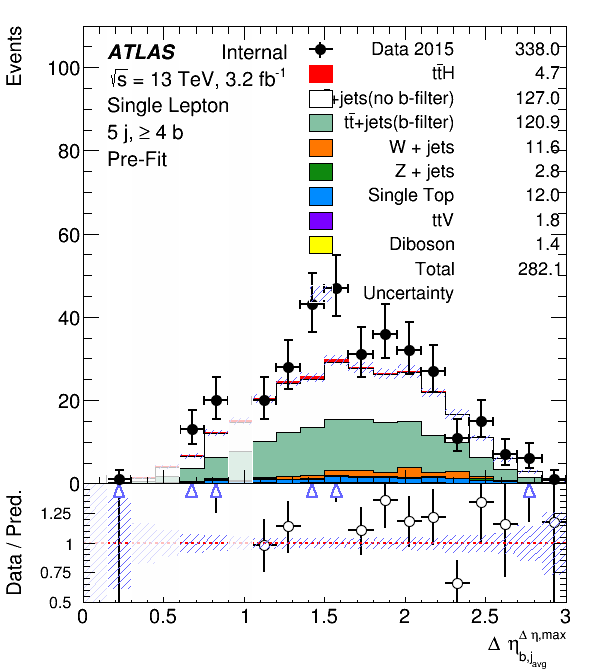 Events
ATLAS Internal
√s = 13 TeV, 3.2 fb⁻¹
Single Lepton
5 j, ≥ 4 b
Pre-Fit
Data 2015 338.0
tt̄H 4.7
+jets(no b-filter) 127.0
tt̄+jets(b-filter) 120.9
W + jets 11.6
Z + jets 2.8
Single Top 12.0
ttV 1.8
Diboson 1.4
Total 282.1
Uncertainty
100
80
60
40
20
0
Data / Pred.
1.25
1
0.75
0.5
0 0.5 1 1.5 2 2.5 3
Δ η b,j_avg ^Δ η,max